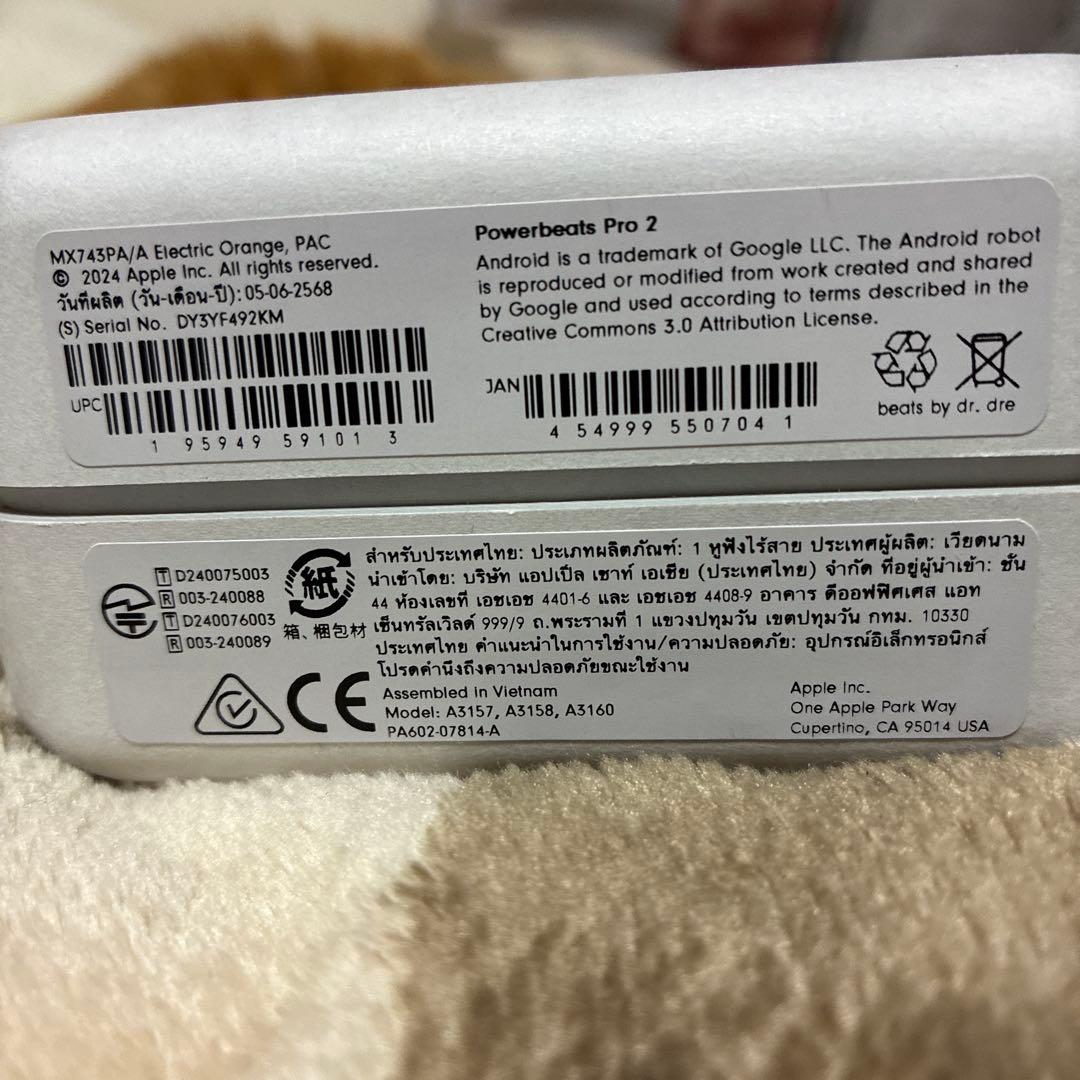 MX743PA/A Electric Orange, PAC
© 2024 Apple Inc. All rights reserved.
วันที่ผลิต (วัน-เดือน-ปี): 05-06-2568
(S) Serial No. DY3YF492KM
UPC
1 95949 59101 3
Powerbeats Pro 2
Android is a trademark of Google LLC. The Android robot
is reproduced or modified from work created and shared
by Google and used according to terms described in the
Creative Commons 3.0 Attribution License.
JAN
4 54999 550704 1
beats by dr. dre
T D240075003
R 003-240088
T D240076003
R 003-240089
紙
箱、梱包材
สำหรับประเทศไทย: ประเภทผลิตภัณฑ์: 1 หูฟังไร้สาย ประเทศผู้ผลิต: เวียดนาม
นำเข้าโดย: บริษัท แอปเปิ้ล เซาท์ เอเชีย (ประเทศไทย) จำกัด ที่อยู่ผู้นำเข้า: ชั้น
44 ห้องเลขที่ เอชเอช 4401-6 และ เอชเอช 4408-9 อาคาร ดิออฟฟิศเศส แอท
เซ็นทรัลเวิลด์ 999/9 ถ.พระรามที่ 1 แขวงปทุมวัน เขตปทุมวัน กทม. 10330
ประเทศไทย คำแนะนำในการใช้งาน/ความปลอดภัย: อุปกรณ์อิเล็กทรอนิกส์
โปรดคำนึงถึงความปลอดภัยขณะใช้งาน
CE
Assembled in Vietnam
Model: A3157, A3158, A3160
PA602-07814-A
Apple Inc.
One Apple Park Way
Cupertino, CA 95014 USA